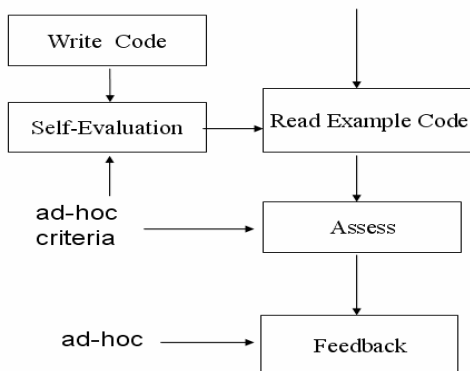 Write Code
Self-Evaluation
Read Example Code
ad-hoc
criteria
Assess
ad-hoc
Feedback